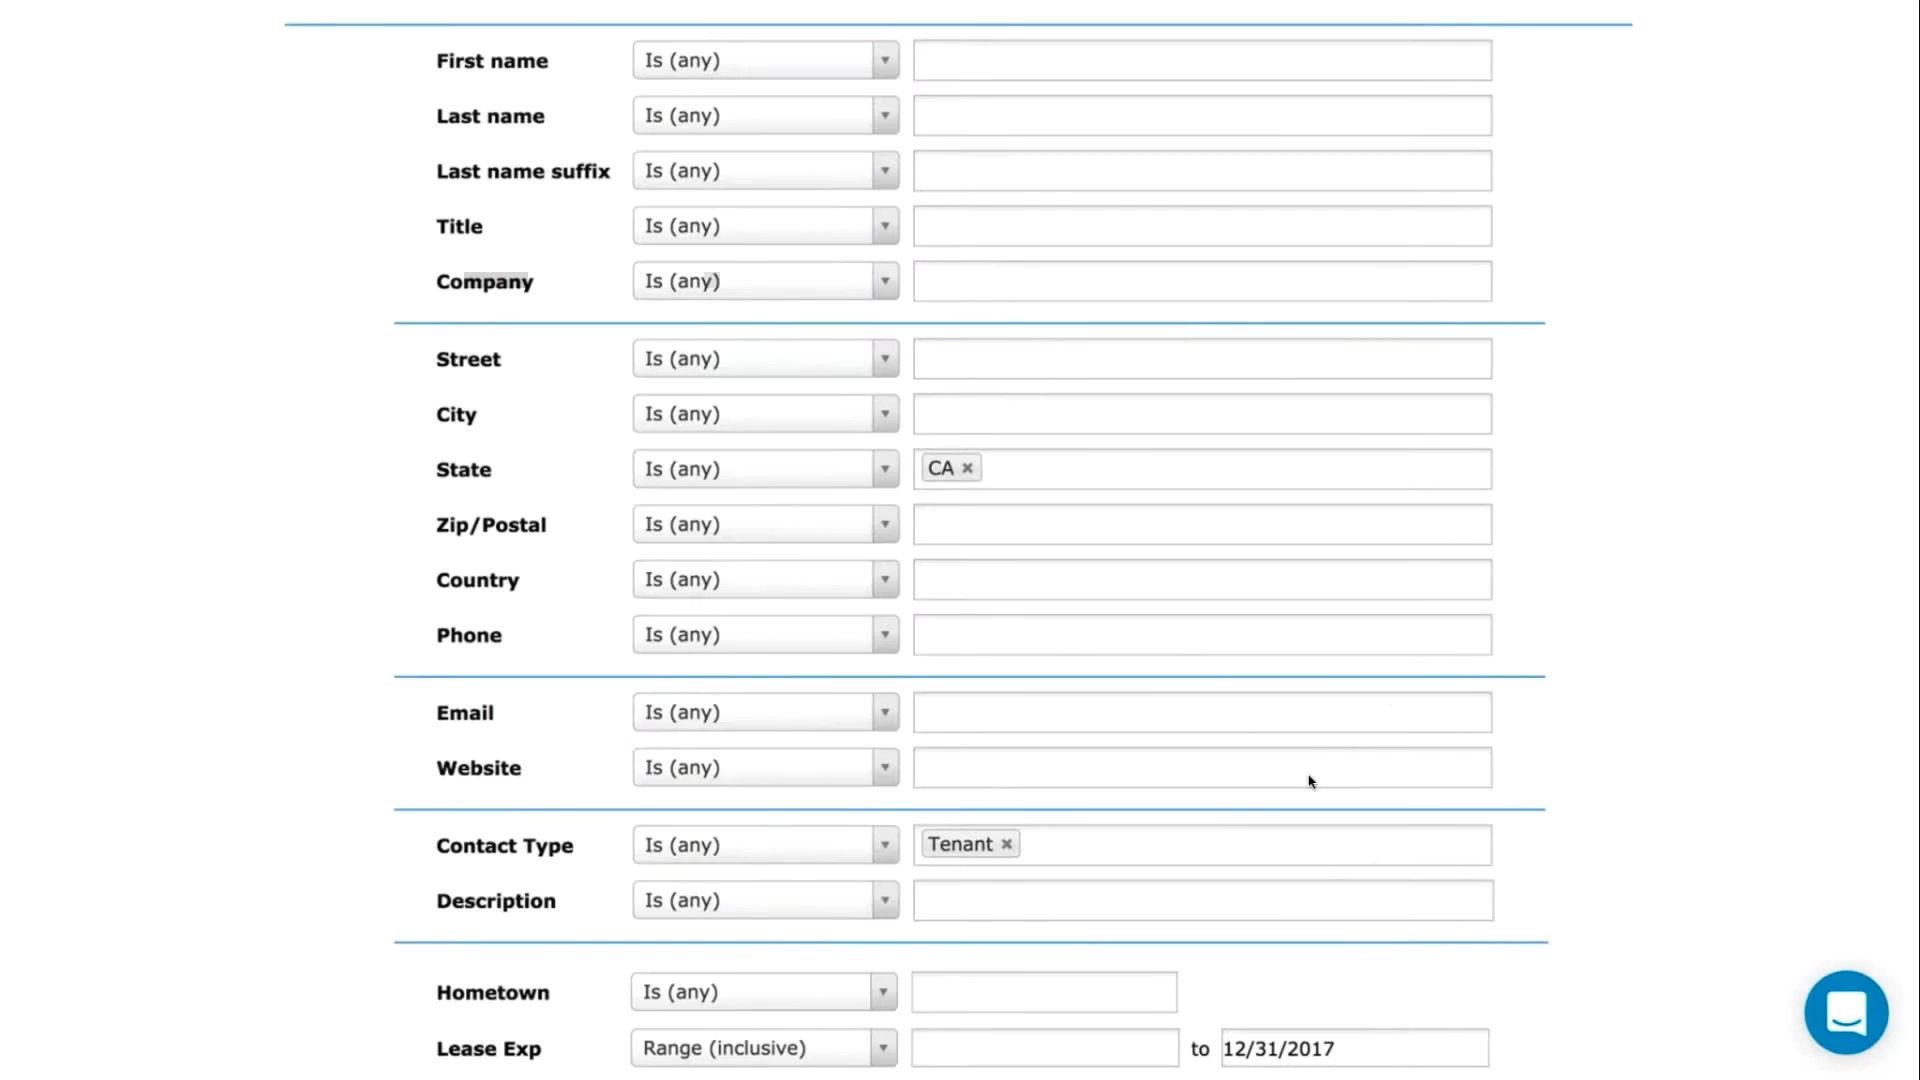 First name Is (any)
Last name Is (any)
Last name suffix Is (any)
Title Is (any)
Company Is (any)
Street Is (any)
City Is (any)
State Is (any) CA ×
Zip/Postal Is (any)
Country Is (any)
Phone Is (any)
Email Is (any)
Website Is (any)
Contact Type Is (any) Tenant ×
Description Is (any)
Hometown Is (any)
Lease Exp Range (inclusive) to 12/31/2017